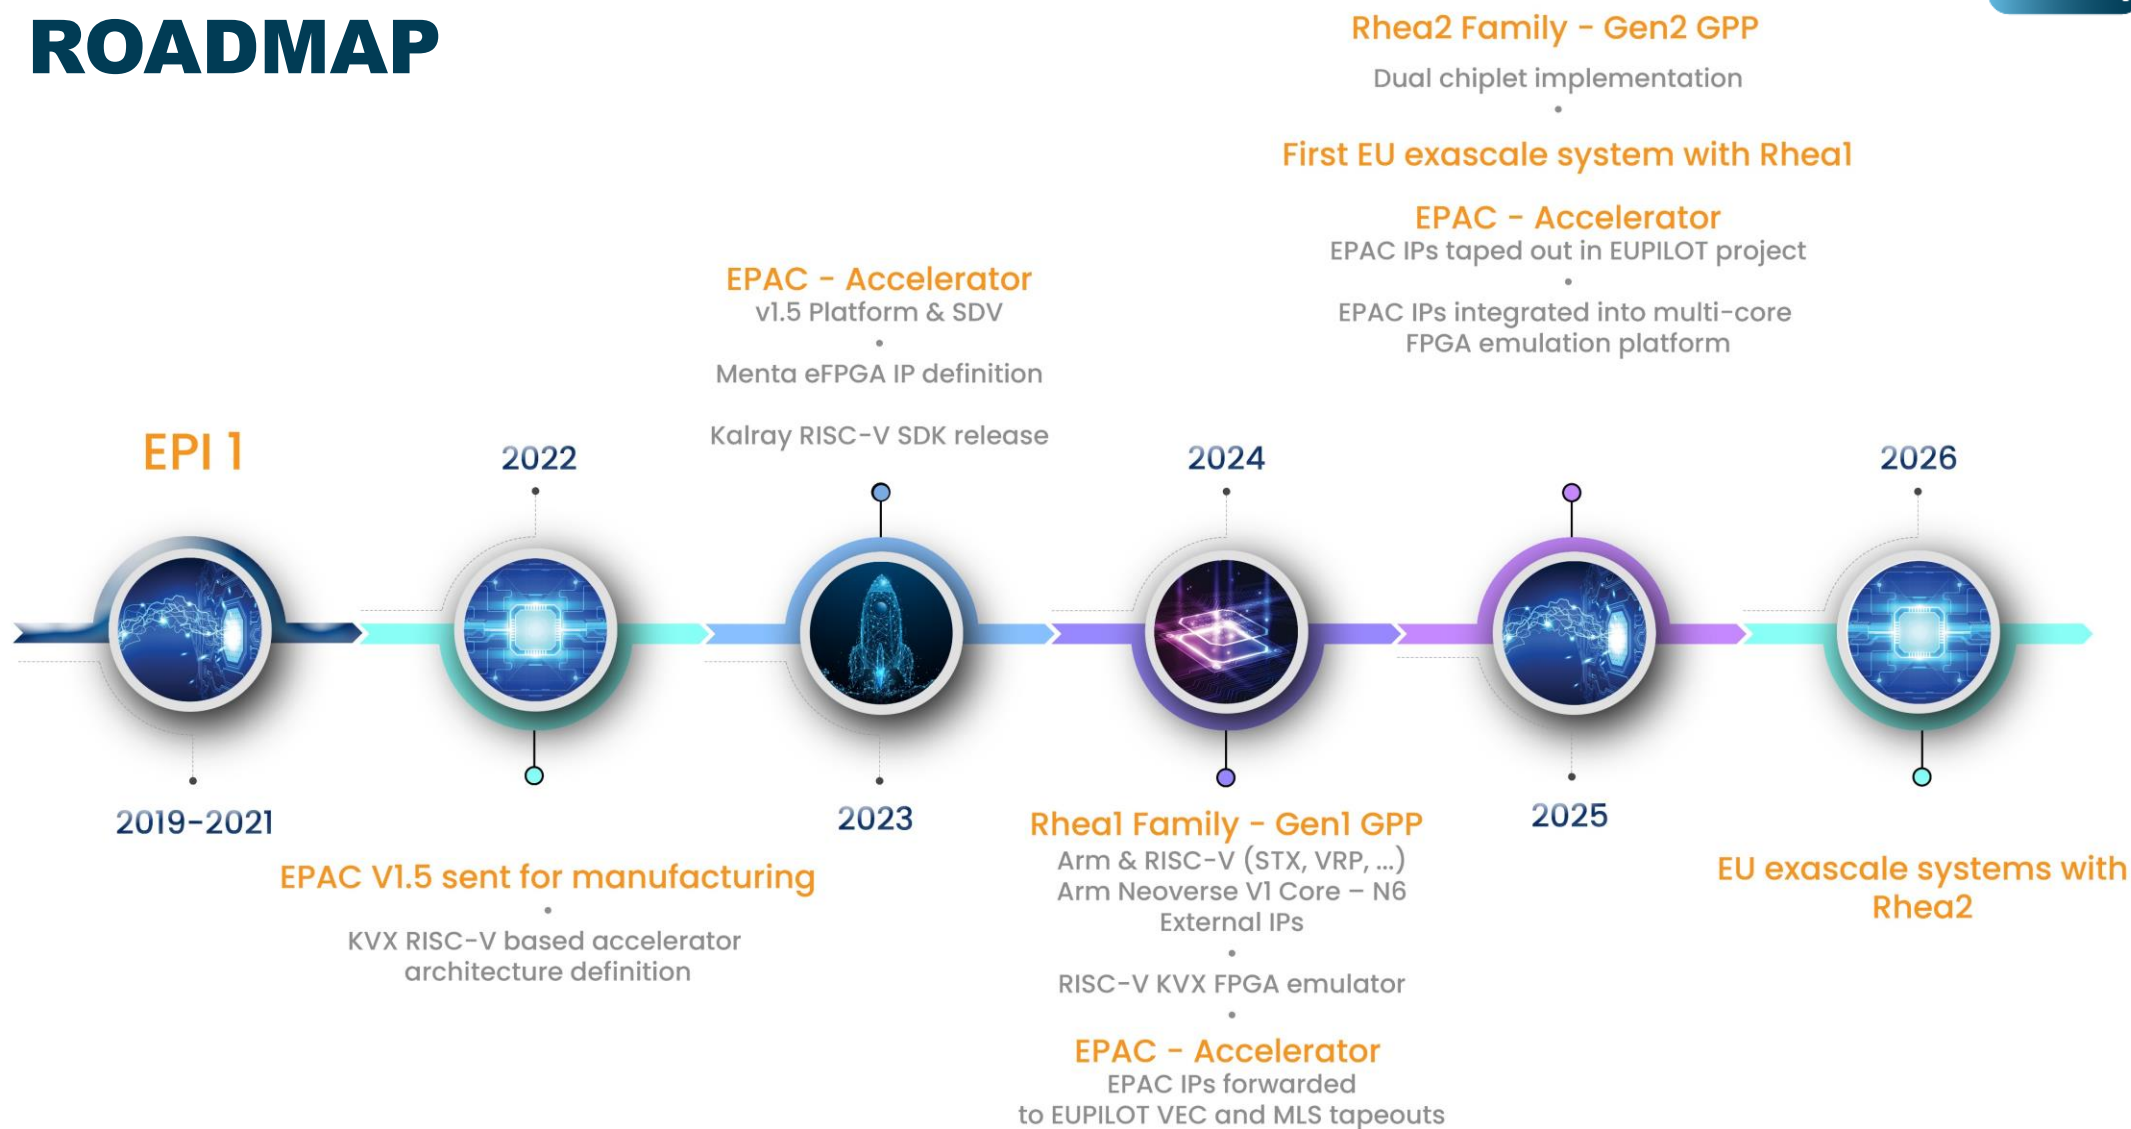 ROADMAP
EPI 1
2019-2021
2022
EPAC V1.5 sent for manufacturing
•
KVX RISC-V based accelerator
architecture definition
EPAC - Accelerator
v1.5 Platform & SDV
•
Menta eFPGA IP definition
Kalray RISC-V SDK release
2023
2024
Rhea1 Family - Gen1 GPP
Arm & RISC-V (STX, VRP, ...)
Arm Neoverse V1 Core – N6
External IPs
•
RISC-V KVX FPGA emulator
•
EPAC - Accelerator
EPAC IPs forwarded
to EUPILOT VEC and MLS tapeouts
Rhea2 Family - Gen2 GPP
Dual chiplet implementation
•
First EU exascale system with Rhea1
EPAC - Accelerator
EPAC IPs taped out in EUPILOT project
•
EPAC IPs integrated into multi-core
FPGA emulation platform
2025
2026
EU exascale systems with
Rhea2